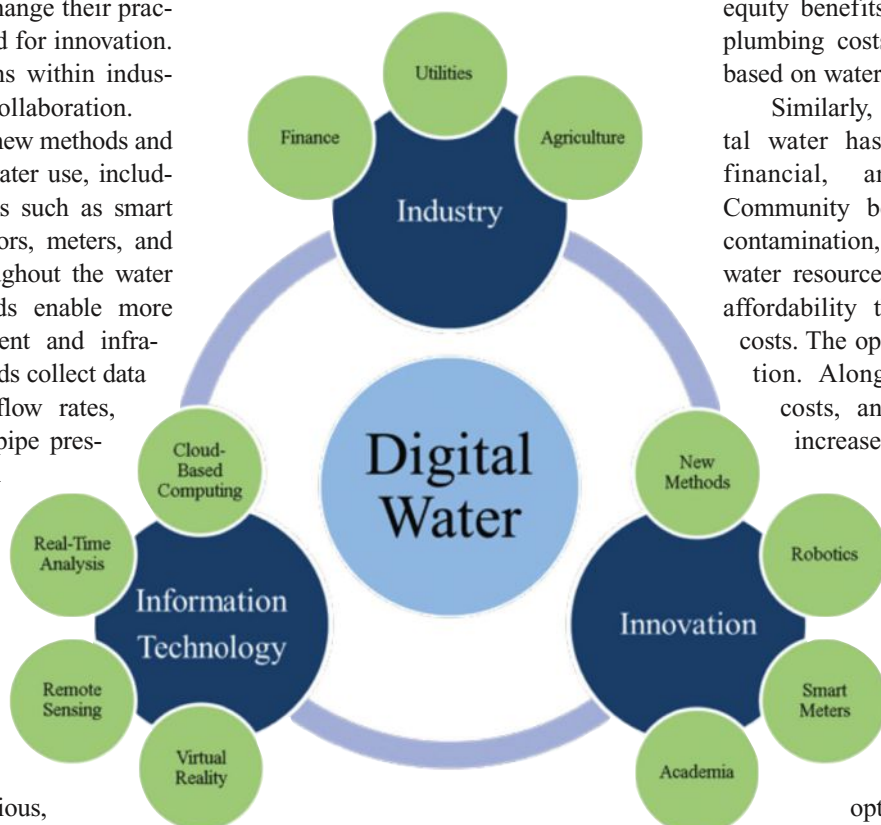 hange their prac-
d for innovation.
ns within indus-
ollaboration.
new methods and
ater use, includ-
s such as smart
ors, meters, and
ghout the water
ds enable more
ent and infra-
ds collect data
flow rates,
pipe pres-
ious,
Utilities
Finance
Agriculture
Industry
Digital
Water
Cloud-
Based
Computing
Real-Time
Analysis
Information
Technology
Remote
Sensing
Virtual
Reality
New
Methods
Robotics
Innovation
Smart
Meters
Academia
equity benefits
plumbing costs
based on water
Similarly,
tal water has
financial, an
Community be
contamination,
water resource
affordability t
costs. The op
tion. Along
costs, an
increase
opt